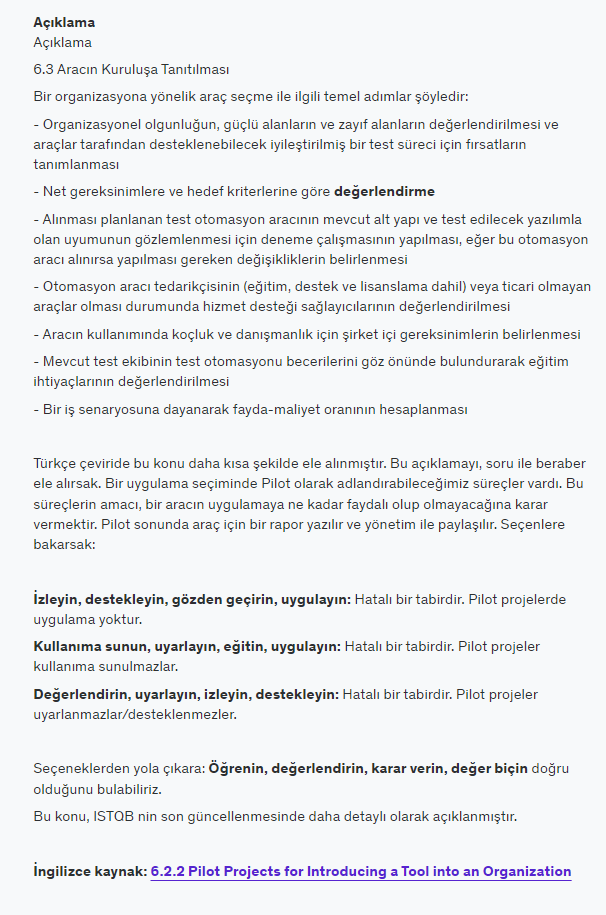 Açıklama
Açıklama
6.3 Aracın Kuruluşa Tanıtılması
Bir organizasyona yönelik araç seçme ile ilgili temel adımlar şöyledir:
- Organizasyonel olgunluğun, güçlü alanların ve zayıf alanların değerlendirilmesi ve
araçlar tarafından desteklenebilecek iyileştirilmiş bir test süreci için fırsatların
tanımlanması
- Net gereksinimlere ve hedef kriterlerine göre değerlendirme
- Alınması planlanan test otomasyon aracının mevcut alt yapı ve test edilecek yazılımla
olan uyumunun gözlemlenmesi için deneme çalışmasının yapılması, eğer bu otomasyon
aracı alınırsa yapılması gereken değişikliklerin belirlenmesi
- Otomasyon aracı tedarikçisinin (eğitim, destek ve lisanslama dahil) veya ticari olmayan
araçlar olması durumunda hizmet desteği sağlayıcılarının değerlendirilmesi
- Aracın kullanımında koçluk ve danışmanlık için şirket içi gereksinimlerin belirlenmesi
- Mevcut test ekibinin test otomasyonu becerilerini göz önünde bulundurarak eğitim
ihtiyaçlarının değerlendirilmesi
- Bir iş senaryosuna dayanarak fayda-maliyet oranının hesaplanması
Türkçe çeviride bu konu daha kısa şekilde ele alınmıştır. Bu açıklamayı, soru ile beraber
ele alırsak. Bir uygulama seçiminde Pilot olarak adlandırabileceğimiz süreçler vardı. Bu
süreçlerin amacı, bir aracın uygulamaya ne kadar faydalı olup olmayacağına karar
vermektir. Pilot sonunda araç için bir rapor yazılır ve yönetim ile paylaşılır. Seçenlere
bakarsak:
İzleyin, destekleyin, gözden geçirin, uygulayın: Hatalı bir tabirdir. Pilot projelerde
uygulama yoktur.
Kullanıma sunun, uyarlayın, eğitin, uygulayın: Hatalı bir tabirdir. Pilot projeler
kullanıma sunulmazlar.
Değerlendirin, uyarlayın, izleyin, destekleyin: Hatalı bir tabirdir. Pilot projeler
uyarlanmazlar/desteklenmezler.
Seçeneklerden yola çıkara: Öğrenin, değerlendirin, karar verin, değer biçin doğru
olduğunu bulabiliriz.
Bu konu, ISTQB nin son güncellenmesinde daha detaylı olarak açıklanmıştır.
İngilizce kaynak: 6.2.2 Pilot Projects for Introducing a Tool into an Organization